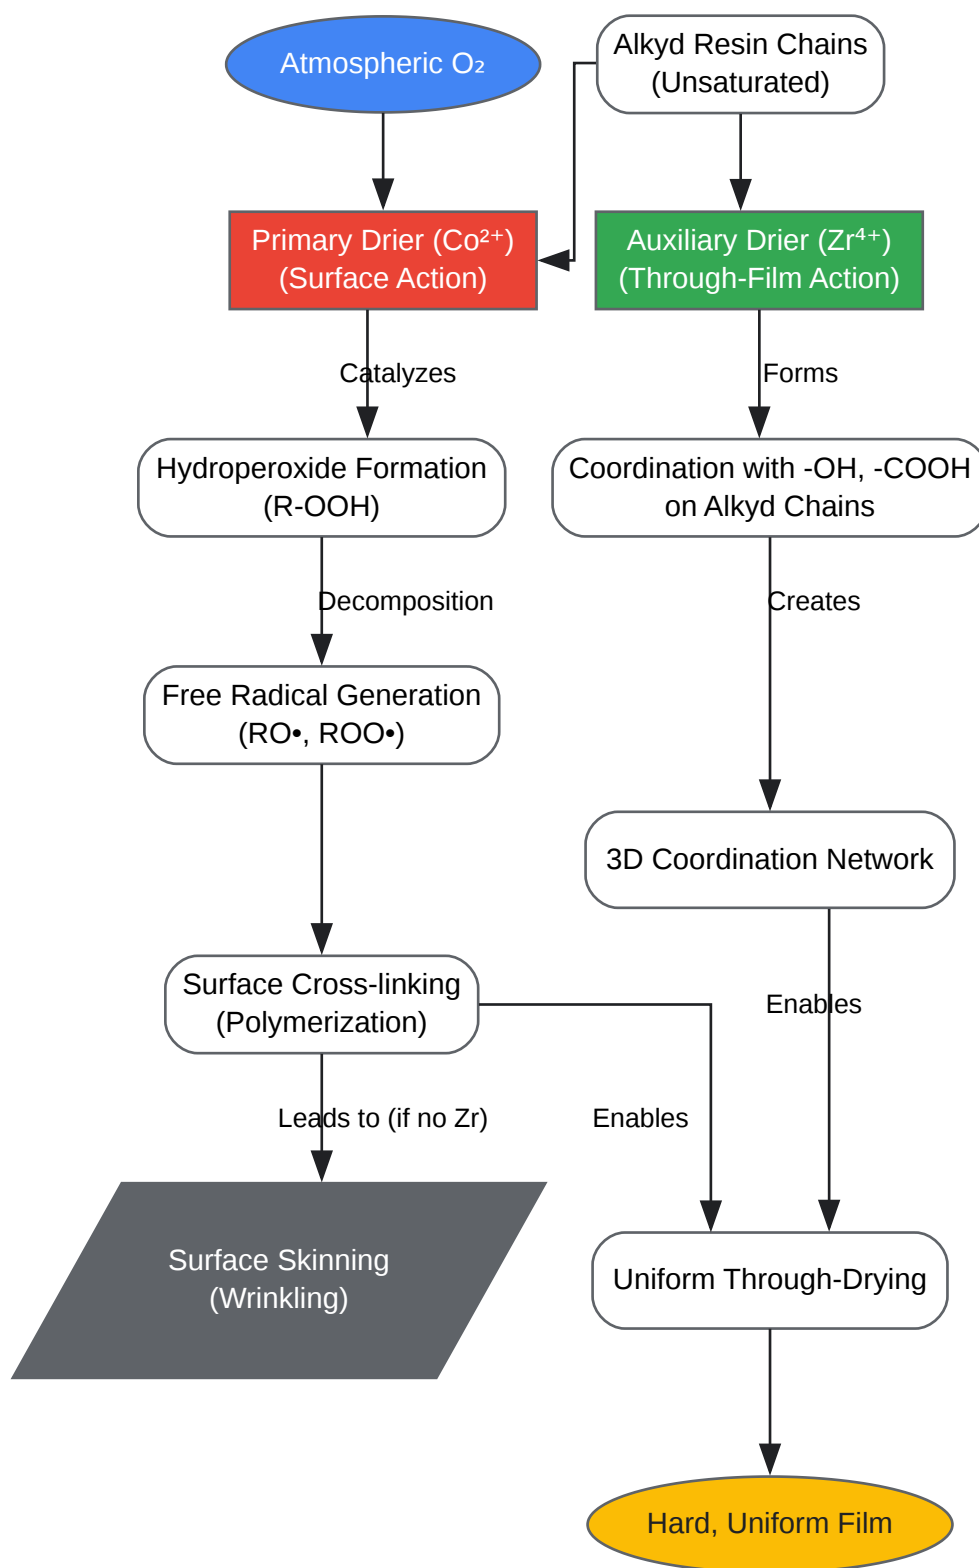 Atmospheric O₂
Alkyd Resin Chains
(Unsaturated)
Primary Drier (Co²⁺)
(Surface Action)
Auxiliary Drier (Zr⁴⁺)
(Through-Film Action)
Catalyzes
Forms
Hydroperoxide Formation
(R-OOH)
Coordination with -OH, -COOH
on Alkyd Chains
Decomposition
Creates
Free Radical Generation
(RO•, ROO•)
3D Coordination Network
Surface Cross-linking
(Polymerization)
Enables
Leads to (if no Zr)
Enables
Surface Skinning
(Wrinkling)
Uniform Through-Drying
Hard, Uniform Film